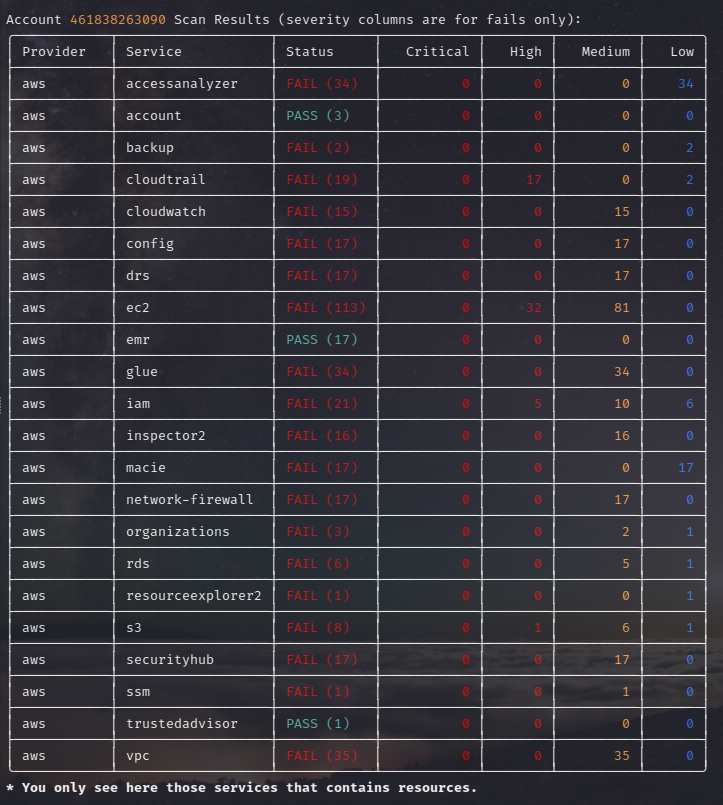 Account 461838263090 Scan Results (severity columns are for fails only):
Provider Service Status Critical High Medium Low
aws accessanalyzer FAIL (34) 0 0 0 34
aws account PASS (3) 0 0 0 0
aws backup FAIL (2) 0 0 0 2
aws cloudtrail FAIL (19) 0 17 0 2
aws cloudwatch FAIL (15) 0 0 15 0
aws config FAIL (17) 0 0 17 0
aws drs FAIL (17) 0 0 17 0
aws ec2 FAIL (113) 0 32 81 0
aws emr PASS (17) 0 0 0 0
aws glue FAIL (34) 0 0 34 0
aws iam FAIL (21) 0 5 10 6
aws inspector2 FAIL (16) 0 0 16 0
aws macie FAIL (17) 0 0 0 17
aws network-firewall FAIL (17) 0 0 17 0
aws organizations FAIL (3) 0 0 2 1
aws rds FAIL (6) 0 0 5 1
aws resourceexplorer2 FAIL (1) 0 0 0 1
aws s3 FAIL (8) 0 1 6 1
aws securityhub FAIL (17) 0 0 17 0
aws ssm FAIL (1) 0 0 1 0
aws trustedadvisor PASS (1) 0 0 0 0
aws vpc FAIL (35) 0 0 35 0
* You only see here those services that contains resources.